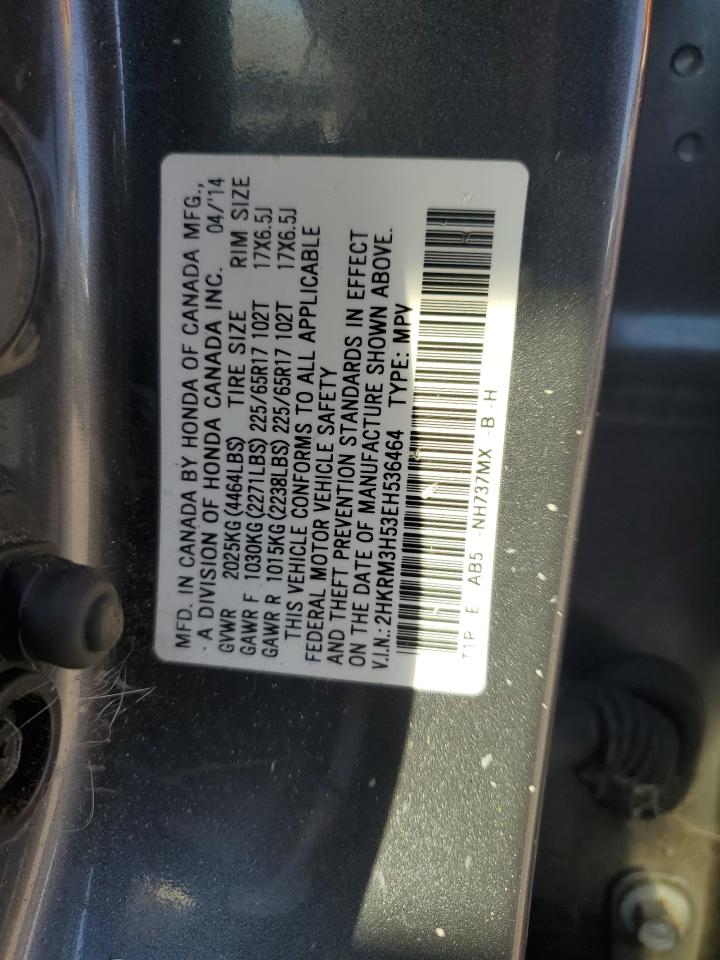 MFD. IN CANADA BY HONDA OF CANADA MFG.,
- A DIVISION OF HONDA CANADA INC. 04/'14
GVWR 2025KG (4464LBS) TIRE SIZE RIM SIZE
GAWR F 1030KG (2271LBS) 225/65R17 102T 17X6.5J
GAWR R 1015KG (2238LBS) 225/65R17 102T 17X6.5J
THIS VEHICLE CONFORMS TO ALL APPLICABLE
FEDERAL MOTOR VEHICLE SAFETY
AND THEFT PREVENTION STANDARDS IN EFFECT
ON THE DATE OF MANUFACTURE SHOWN ABOVE.
V.I.N.: 2HKRM3H53EH536464 TYPE: MPV
E AB5 -NH737MX -B -H